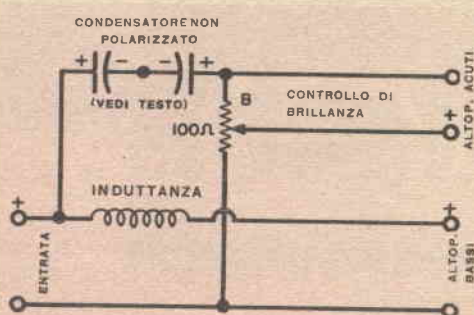 CONDENSATORE NON
POLARIZZATO
+ - - +
(VEDI TESTO)
B
100Ω
CONTROLLO DI
BRILLANZA
+
ALTOP. ACUTI
INDUTTANZA
+
ENTRATA
+
ALTOP.
BASSI